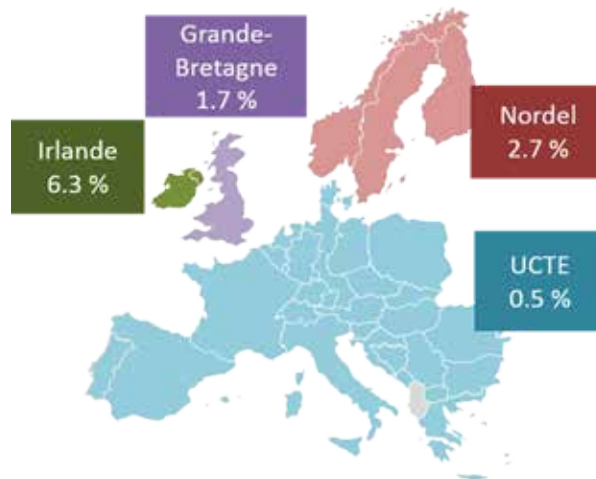 Grande-
Bretagne
1.7 %
Irlande
6.3 %
Nordel
2.7 %
UCTE
0.5 %